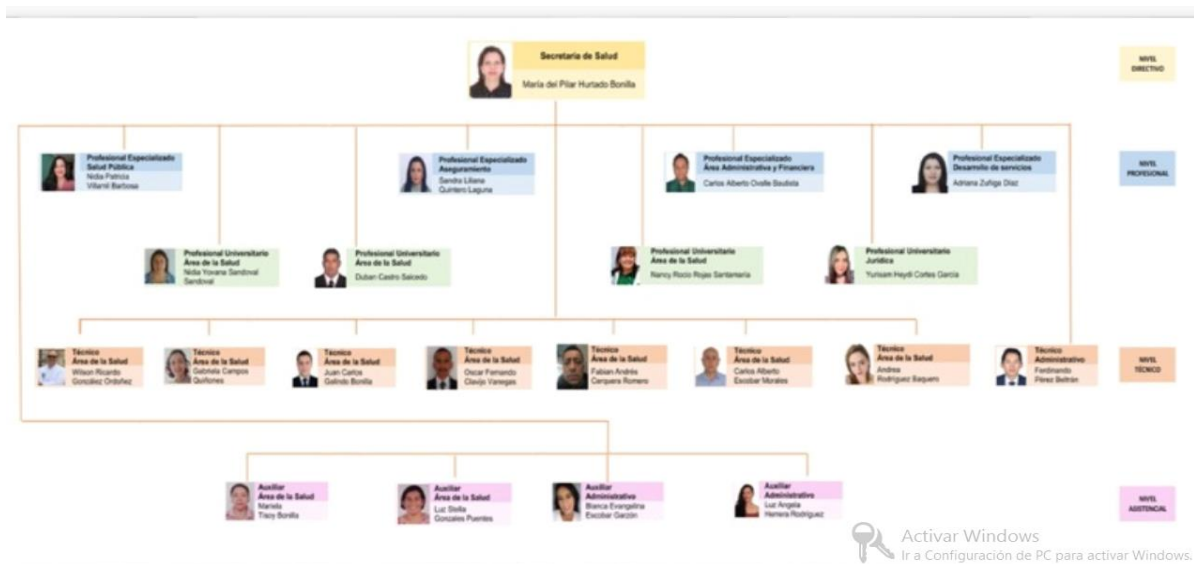 Secretaria de Salud
María del Pilar Hurtado Bonilla
NIVEL
DIRECTIVO
Profesional Especializado
Salud Pública
Nidia Patricia
Villamil Barbosa
Profesional Especializado
Aseguramiento
Sandra Liliana
Quintero Laguna
Profesional Especializado
Área Administrativa y Financiera
Carlos Alberto Ovalle Bautista
Profesional Especializado
Desarrollo de servicios
Adriana Zuñiga Díaz
NIVEL
PROFESIONAL
Profesional Universitario
Área de la Salud
Nidia Yovana Sandoval
Sandoval
Profesional Universitario
Área de la Salud
Duban Castro Salcedo
Profesional Universitario
Área de la Salud
Nancy Rocio Rojas Santamaría
Profesional Universitario
Jurídica
Yurisam Heydi Cortes García
Técnico
Área de la Salud
Wilson Ricardo
González Ordoñez
Técnico
Área de la Salud
Gabriela Campos
Quiñones
Técnico
Área de la Salud
Juan Carlos
Galindo Bonilla
Técnico
Área de la Salud
Oscar Fernando
Clavijo Vanegas
Técnico
Área de la Salud
Fabian Andrés
Cerquera Romero
Técnico
Área de la Salud
Carlos Alberto
Escobar Morales
Técnico
Área de la Salud
Andrea
Rodríguez Baquero
Técnico
Administrativo
Ferdinando
Pérez Beltrán
NIVEL
TÉCNICO
Auxiliar
Área de la Salud
Mariela
Tisoy Bonilla
Auxiliar
Área de la Salud
Luz Stella
Gonzales Puentes
Auxiliar
Administrativo
Blanca Evangelina
Escobar Garzón
Auxiliar
Administrativo
Luz Angela
Herrera Rodríguez
NIVEL
ASISTENCIAL
Activar Windows
Ir a Configuración de PC para activar Windows.